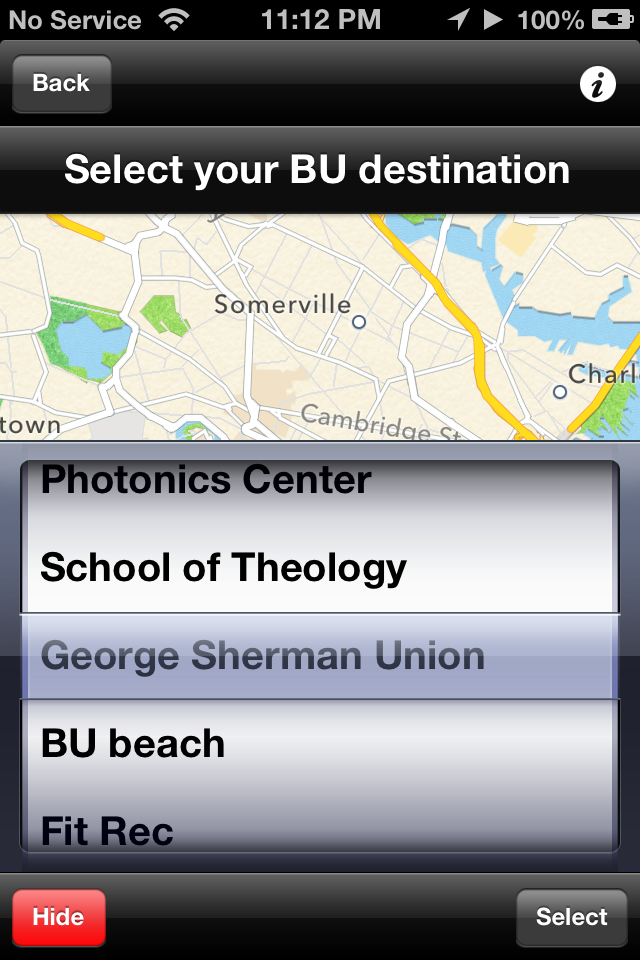 No Service 11:12 PM 100%
Back
Select your BU destination
Somerville
Charl
town
Cambridge St
Photonics Center
School of Theology
George Sherman Union
BU beach
Fit Rec
Hide Select